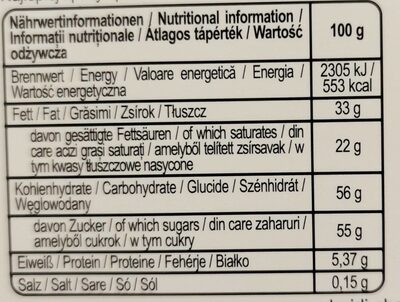 Nährwertinformationen / Nutritional information /
Informații nutriționale / Átlagos tápérték / Wartość
odżywcza
100 g
Brennwert / Energy / Valoare energetică / Energia /
Wartość energetyczna
2305 kJ /
553 kcal
Fett / Fat / Grăsimi / Zsírok / Tłuszcz
33 g
davon gesättigte Fettsäuren / of which saturates / din
care acizi grași saturați / amelyből telített zsírsavak / w
tym kwasy tłuszczowe nasycone
22 g
Kohlenhydrate / Carbohydrate / Glucide / Szénhidrát /
Węglowodany
56 g
davon Zucker / of which sugars / din care zaharuri /
amelyből cukrok / w tym cukry
55 g
Eiweiß / Protein / Proteine / Fehérje / Białko
5,37 g
Salz / Salt / Sare / Só / Sól
0,15 g